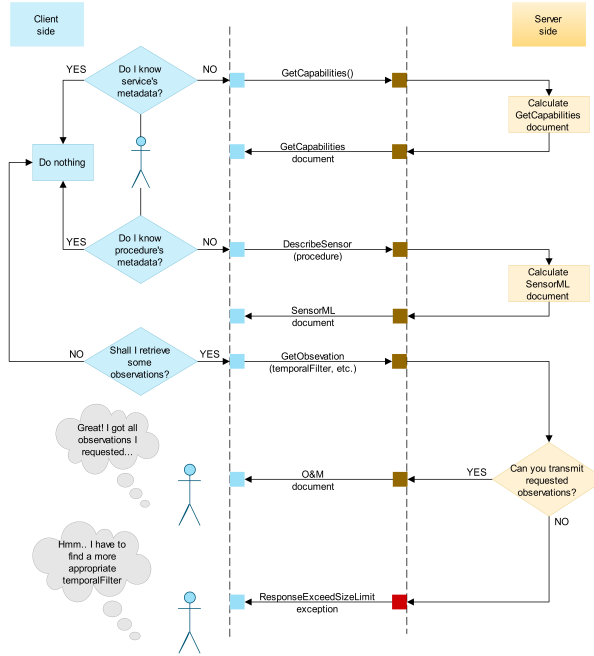 Client
side
Server
side
YES
Do I know
service's
metadata?
NO
GetCapabilities()
Calculate
GetCapabilities
document
GetCapabilities
document
Do nothing
YES
Do I know
procedure's
metadata?
NO
DescribeSensor
(procedure)
Calculate
SensorML
document
SensorML
document
NO
Shall I retrieve
some
observations?
YES
GetObsevation
(temporalFilter, etc.)
Great! I got all
observations I
requested...
O&M
document
YES
Can you transmit
requested
observations?
NO
Hmm.. I have to
find a more
appropriate
temporalFilter
ResponseExceedSizeLimit
exception